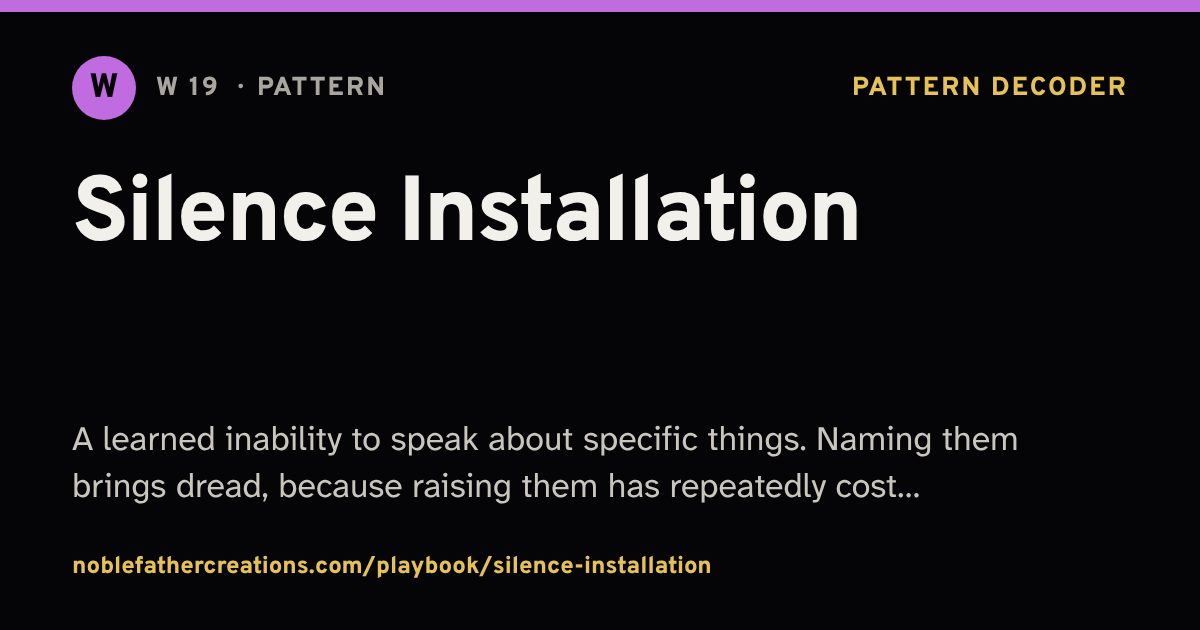 W
W 19 · PATTERN
PATTERN DECODER
Silence Installation
A learned inability to speak about specific things. Naming them
brings dread, because raising them has repeatedly cost...
noblefathercreations.com/playbook/silence-installation